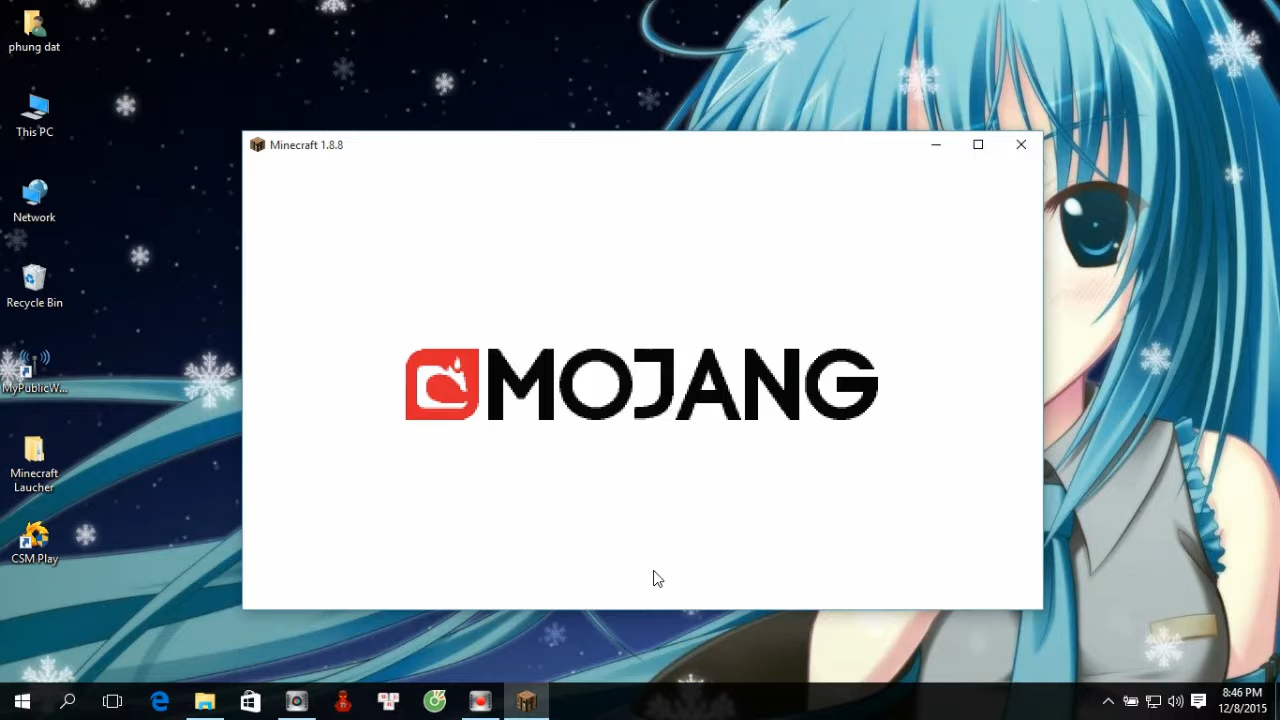 phung dat
This PC
Network
Recycle Bin
MyPublicW...
Minecraft
Laucher
CSM Play
Minecraft 1.8.8
MOJANG
8:46 PM
12/8/2015